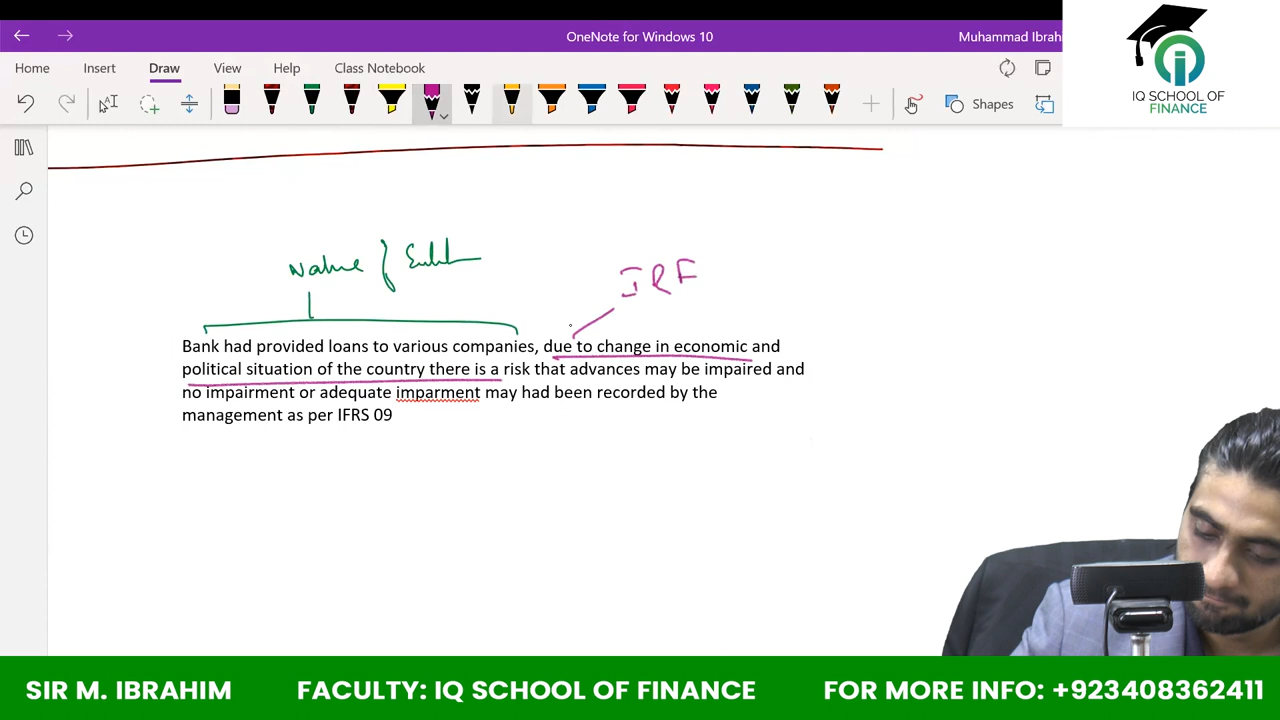 OneNote for Windows 10
Muhammad Ibrah
Home Insert Draw View Help Class Notebook
Shapes
IQ SCHOOL OF
FINANCE
Nature of
IRF
Bank had provided loans to various companies, due to change in economic and
political situation of the country there is a risk that advances may be impaired and
no impairment or adequate imparment may had been recorded by the
management as per IFRS 09
SIR M. IBRAHIM FACULTY: IQ SCHOOL OF FINANCE FOR MORE INFO: +923408362411